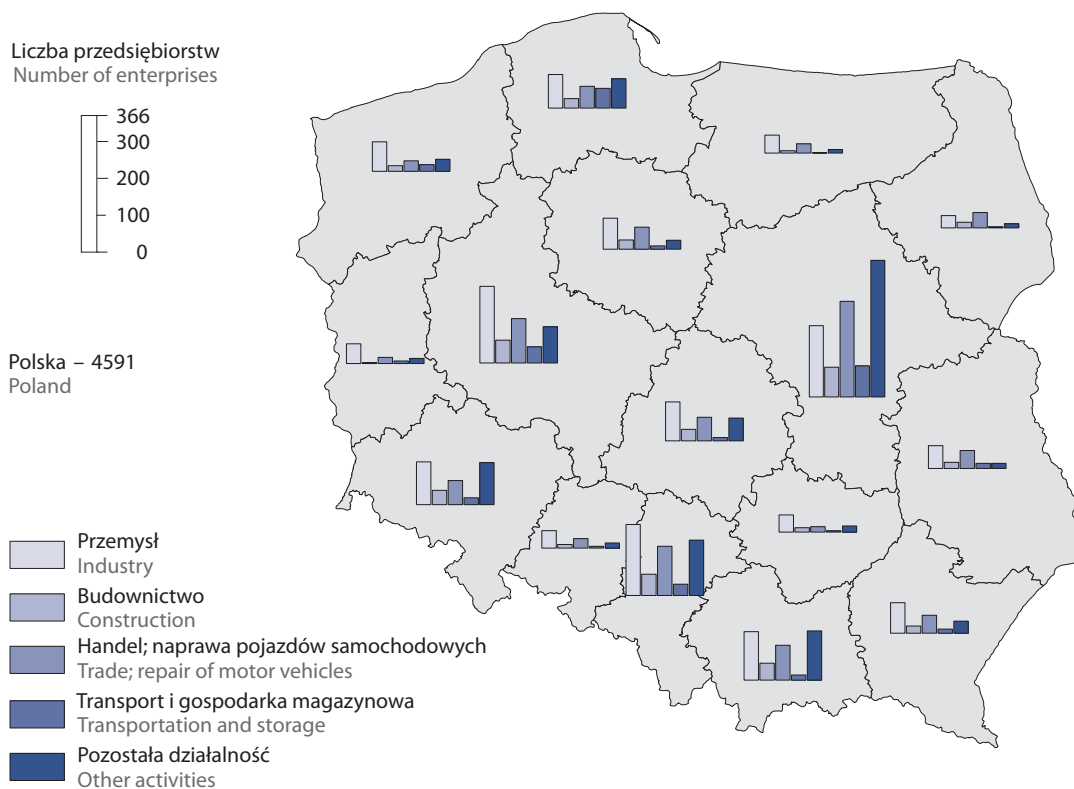 Liczba przedsiębiorstw
Number of enterprises
366
300
200
100
0
Polska – 4591
Poland
Przemysł
Industry
Budownictwo
Construction
Handel; naprawa pojazdów samochodowych
Trade; repair of motor vehicles
Transport i gospodarka magazynowa
Transportation and storage
Pozostała działalność
Other activities